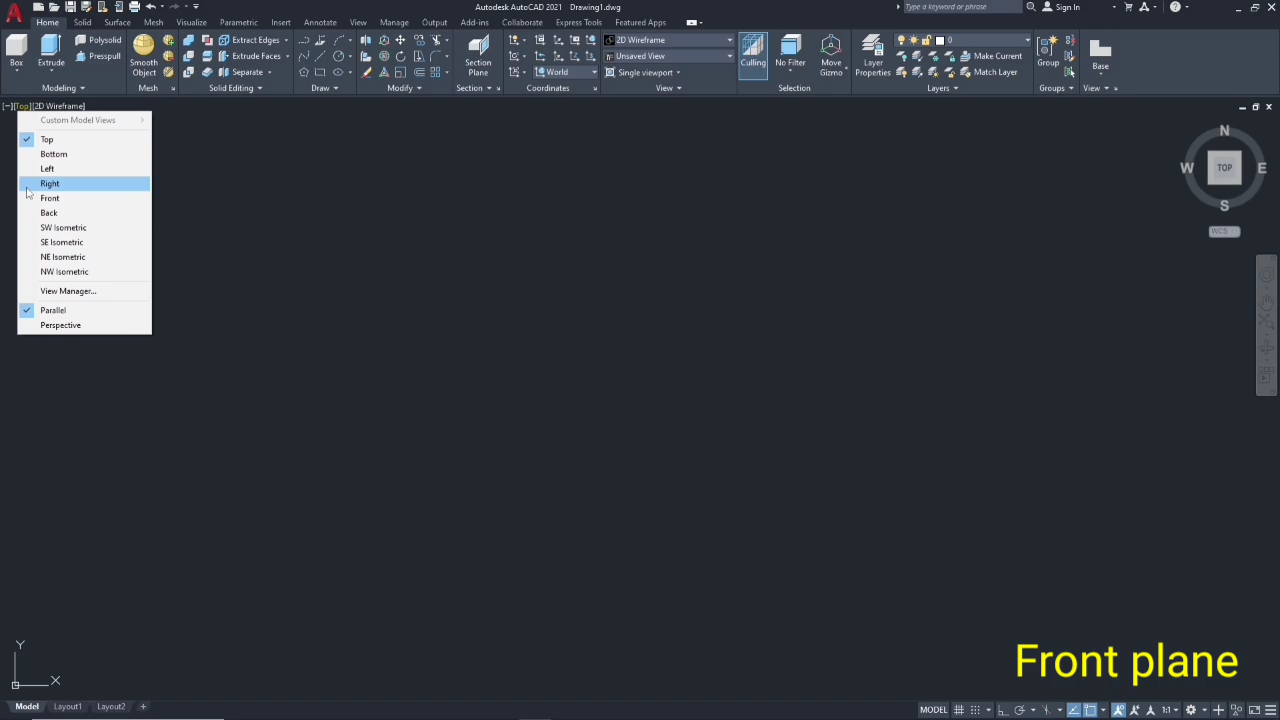 Autodesk AutoCAD 2021 Drawing1.dwg
Type a keyword or phrase
Sign In
Home Solid Surface Mesh Visualize Parametric Insert Annotate View Manage Output Add-ins Collaborate Express Tools Featured Apps
Box
Extrude
Polysolid
Presspull
Modeling
Smooth Object
Mesh
Extract Edges
Extrude Faces
Separate
Solid Editing
Draw
Modify
Section Plane
Section
World
Coordinates
2D Wireframe
Unsaved View
Single viewport
View
Culling
No Filter
Move Gizmo
Selection
Layer Properties
0
Make Current
Match Layer
Layers
Group
Groups
Base
View
[−][Top][2D Wireframe]
Custom Model Views
Top
Bottom
Left
Right
Front
Back
SW Isometric
SE Isometric
NE Isometric
NW Isometric
View Manager...
Parallel
Perspective
N
W TOP E
S
WCS
Y
X
Front plane
Model Layout1 Layout2 +
MODEL
1:1